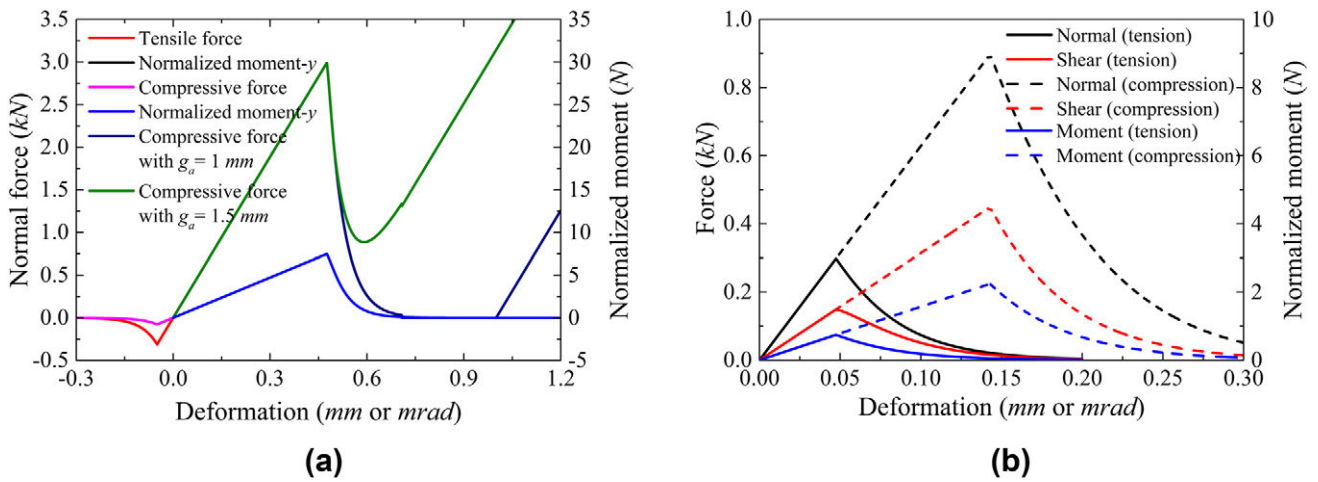 3.5
3.0
2.5
2.0
1.5
1.0
0.5
0.0
-0.5
Normal force (kN)
Tensile force
Normalized moment-y
Compressive force
Normalized moment-y
Compressive force
with ga = 1 mm
Compressive force
with ga = 1.5 mm
35
30
25
20
15
10
5
0
-5
Normalized moment (N)
-0.3 0.0 0.3 0.6 0.9 1.2
Deformation (mm or mrad)
(a)
1.0
0.8
0.6
0.4
0.2
0.0
Force (kN)
Normal (tension)
Shear (tension)
Normal (compression)
Shear (compression)
Moment (tension)
Moment (compression)
10
8
6
4
2
0
Normalized moment (N)
0.00 0.05 0.10 0.15 0.20 0.25 0.30
Deformation (mm or mrad)
(b)